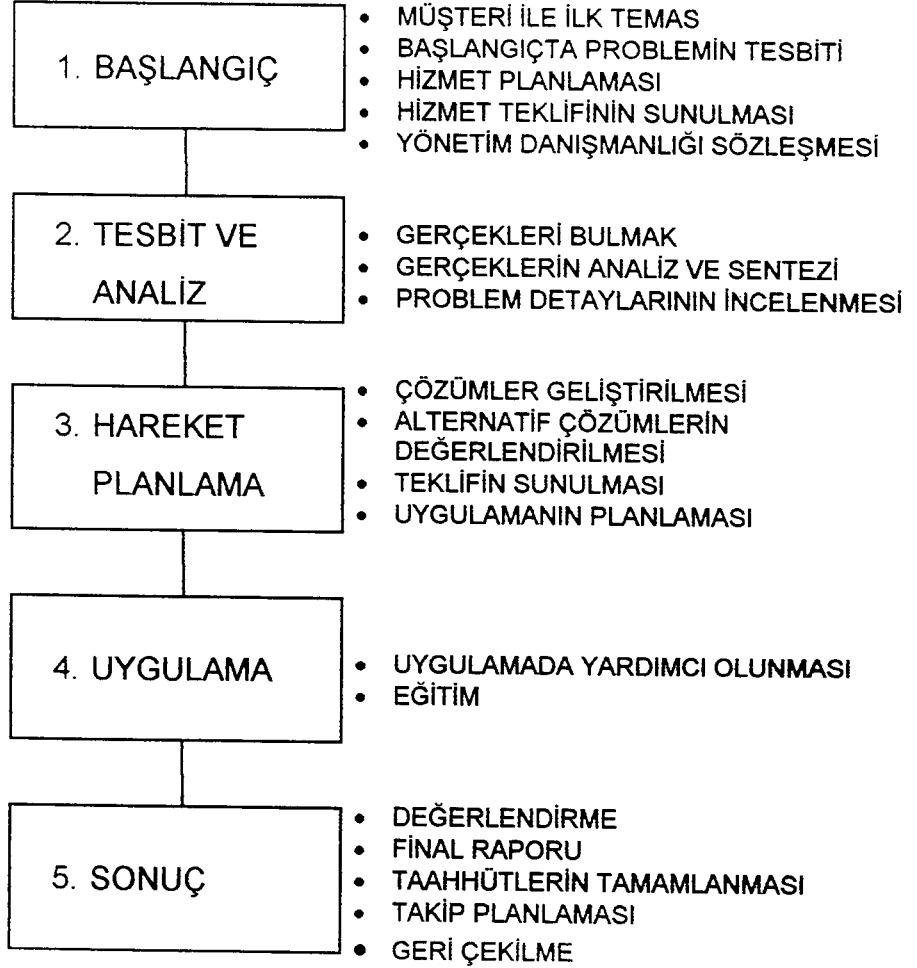 1. BAŞLANGIÇ
• MÜŞTERİ İLE İLK TEMAS
• BAŞLANGIÇTA PROBLEMİN TESBİTİ
• HİZMET PLANLAMASI
• HİZMET TEKLİFİNİN SUNULMASI
• YÖNETİM DANIŞMANLIĞI SÖZLEŞMESİ
2. TESBİT VE
ANALİZ
• GERÇEKLERİ BULMAK
• GERÇEKLERİN ANALİZ VE SENTEZİ
• PROBLEM DETAYLARININ İNCELENMESİ
3. HAREKET
PLANLAMA
• ÇÖZÜMLER GELİŞTİRİLMESİ
• ALTERNATİF ÇÖZÜMLERİN
DEĞERLENDİRİLMESİ
• TEKLİFİN SUNULMASI
• UYGULAMANIN PLANLAMASI
4. UYGULAMA
• UYGULAMADA YARDIMCI OLUNMASI
• EĞİTİM
5. SONUÇ
• DEĞERLENDİRME
• FİNAL RAPORU
• TAAHHÜTLERİN TAMAMLANMASI
• TAKİP PLANLAMASI
• GERİ ÇEKİLME